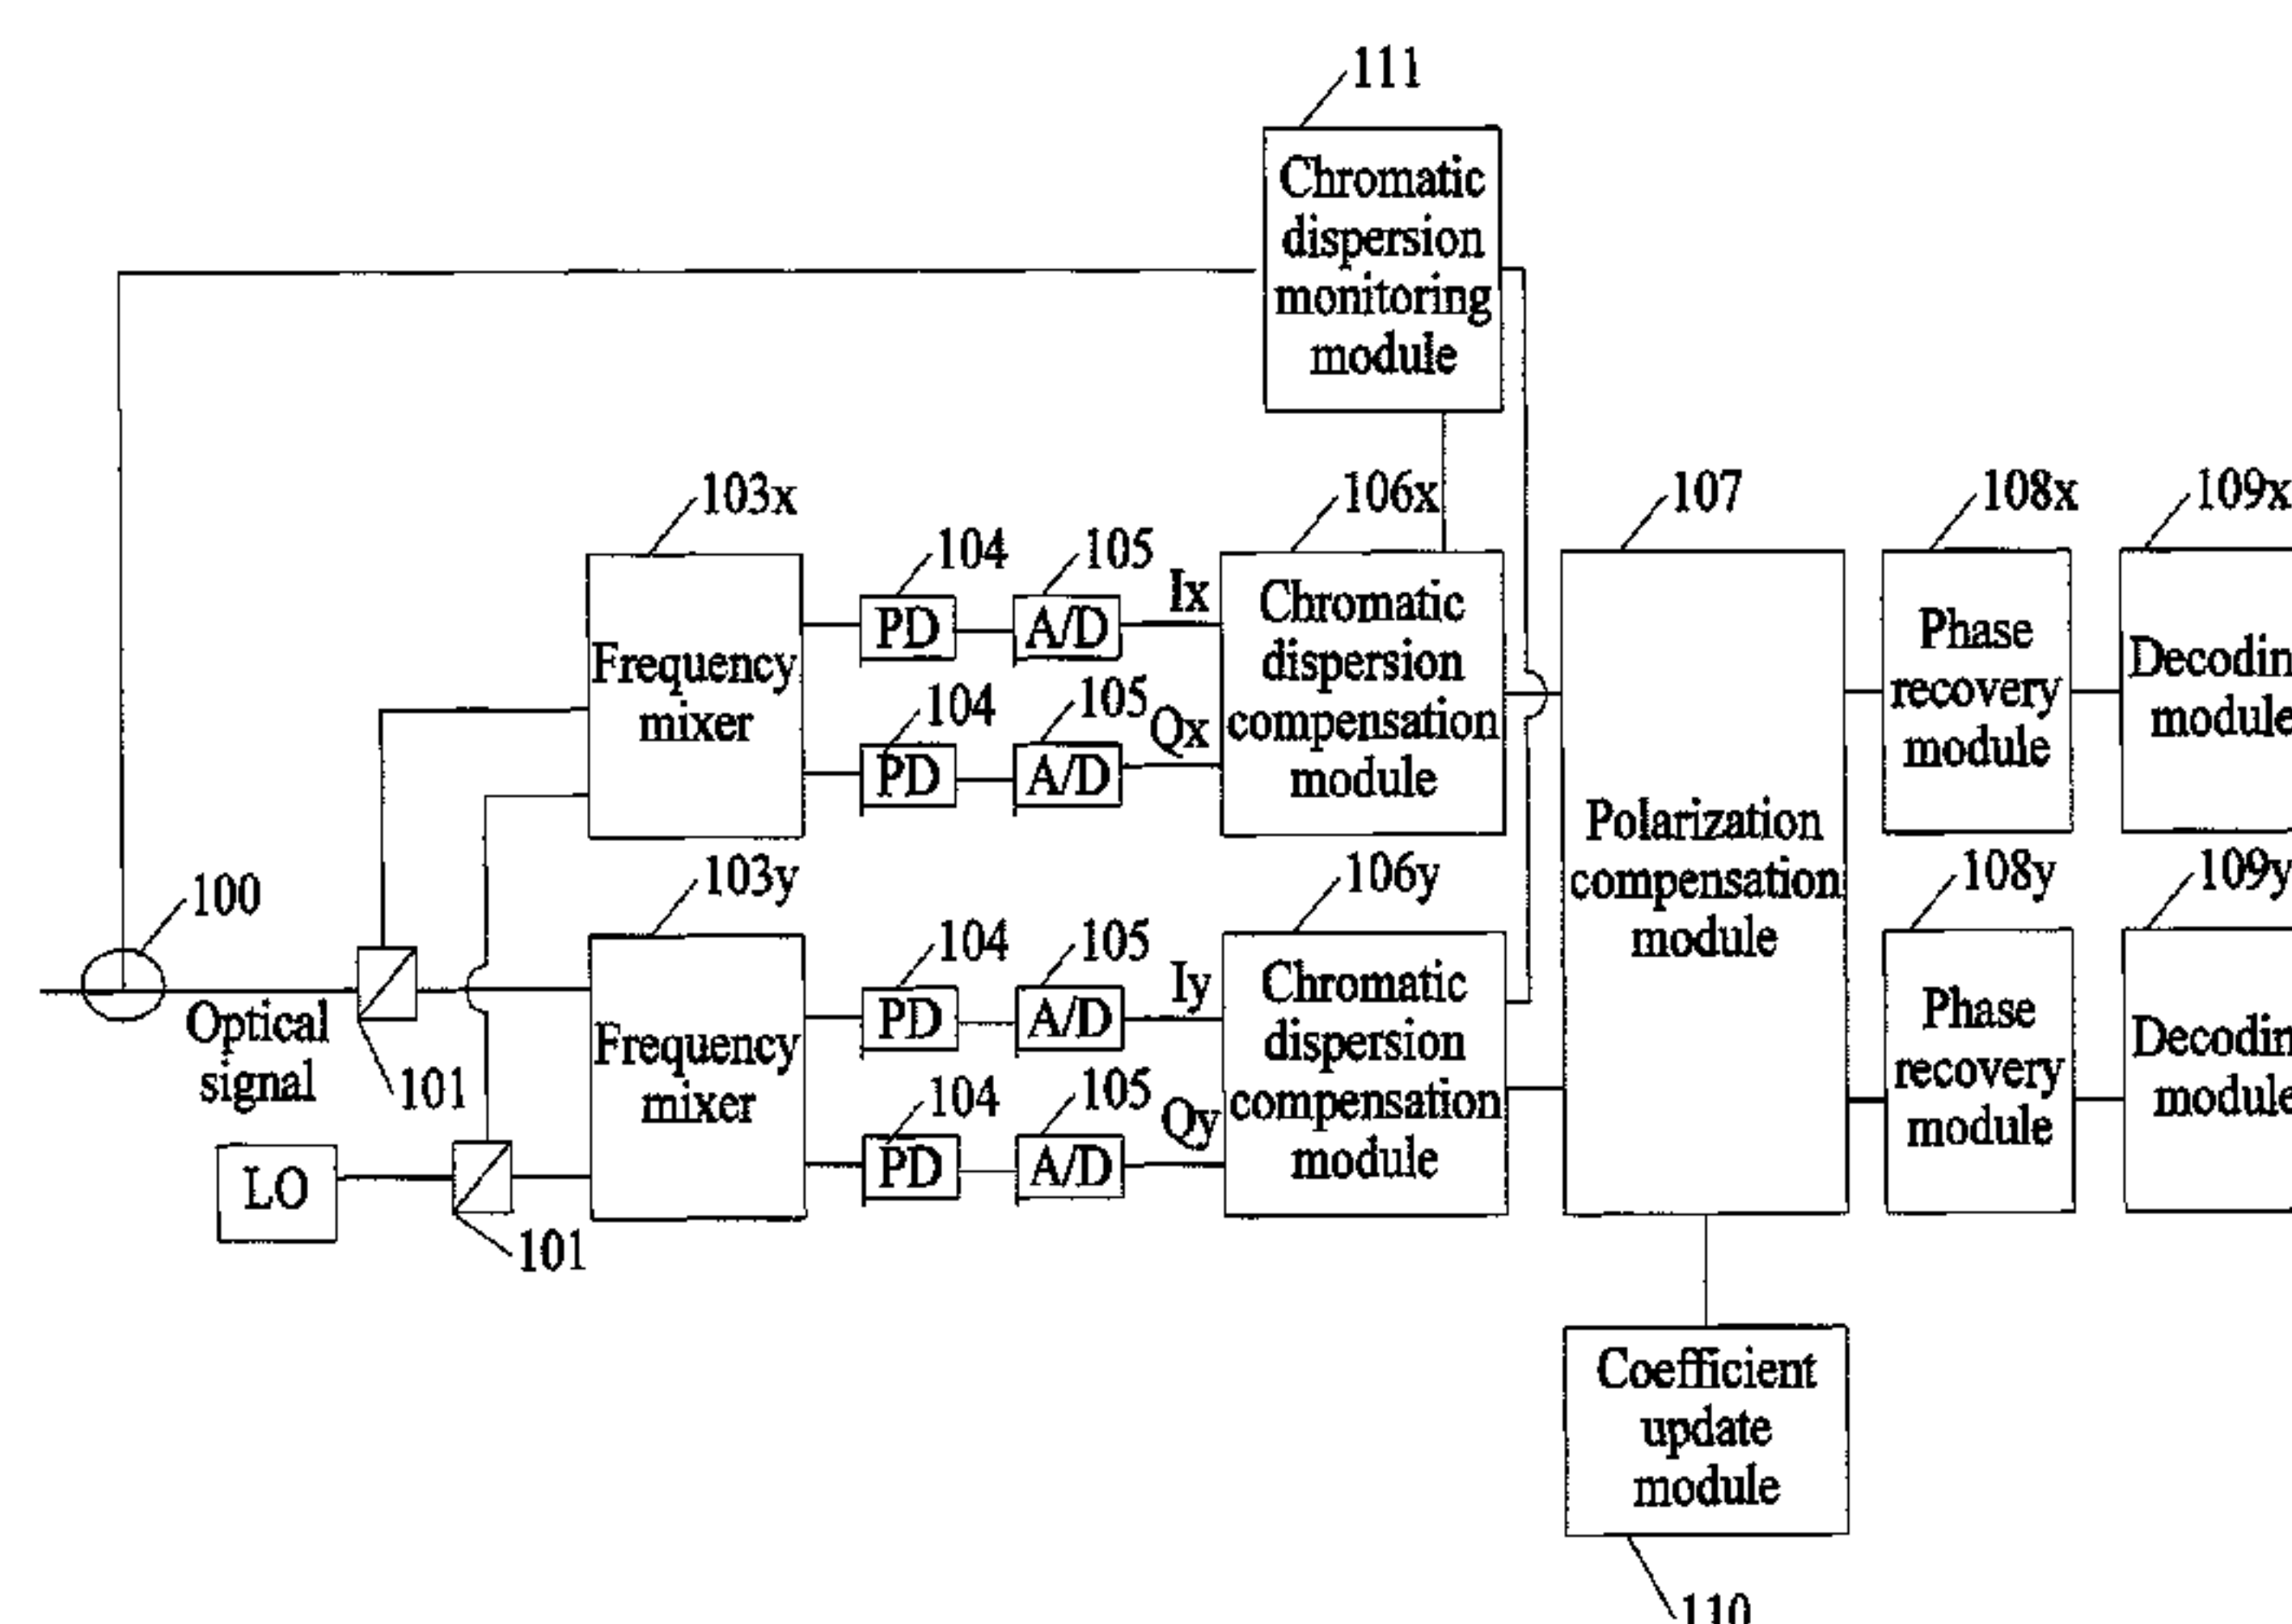 111
Chromatic
dispersion
monitoring
module
103x
104
105
Ix
106x
107
108x
109x
Frequency
mixer
PD
A/D
Chromatic
dispersion
compensation
module
104
105
Qx
PD
A/D
Polarization
compensation
module
Phase
recovery
module
module
100
Optical
signal
101
103y
104
105
Iy
106y
108y
109y
Frequency
mixer
PD
A/D
Chromatic
dispersion
compensation
module
104
105
Qy
PD
A/D
Phase
recovery
module
module
LO
101
Coefficient
update
module
110